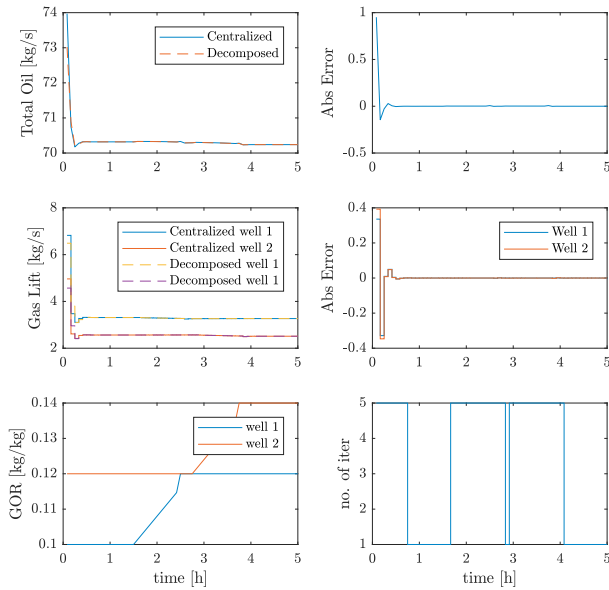 Total Oil [kg/s]
74
73
72
71
70
0 1 2 3 4 5
Centralized
Decomposed
Abs Error
1
0.5
0
-0.5
0 1 2 3 4 5
Gas Lift [kg/s]
8
6
4
2
0 1 2 3 4 5
Centralized well 1
Centralized well 2
Decomposed well 1
Decomposed well 1
Abs Error
0.4
0.2
0
-0.2
-0.4
0 1 2 3 4 5
Well 1
Well 2
GOR [kg/kg]
0.14
0.13
0.12
0.11
0.1
0 1 2 3 4 5
time [h]
well 1
well 2
no. of iter
5
4
3
2
1
0 1 2 3 4 5
time [h]